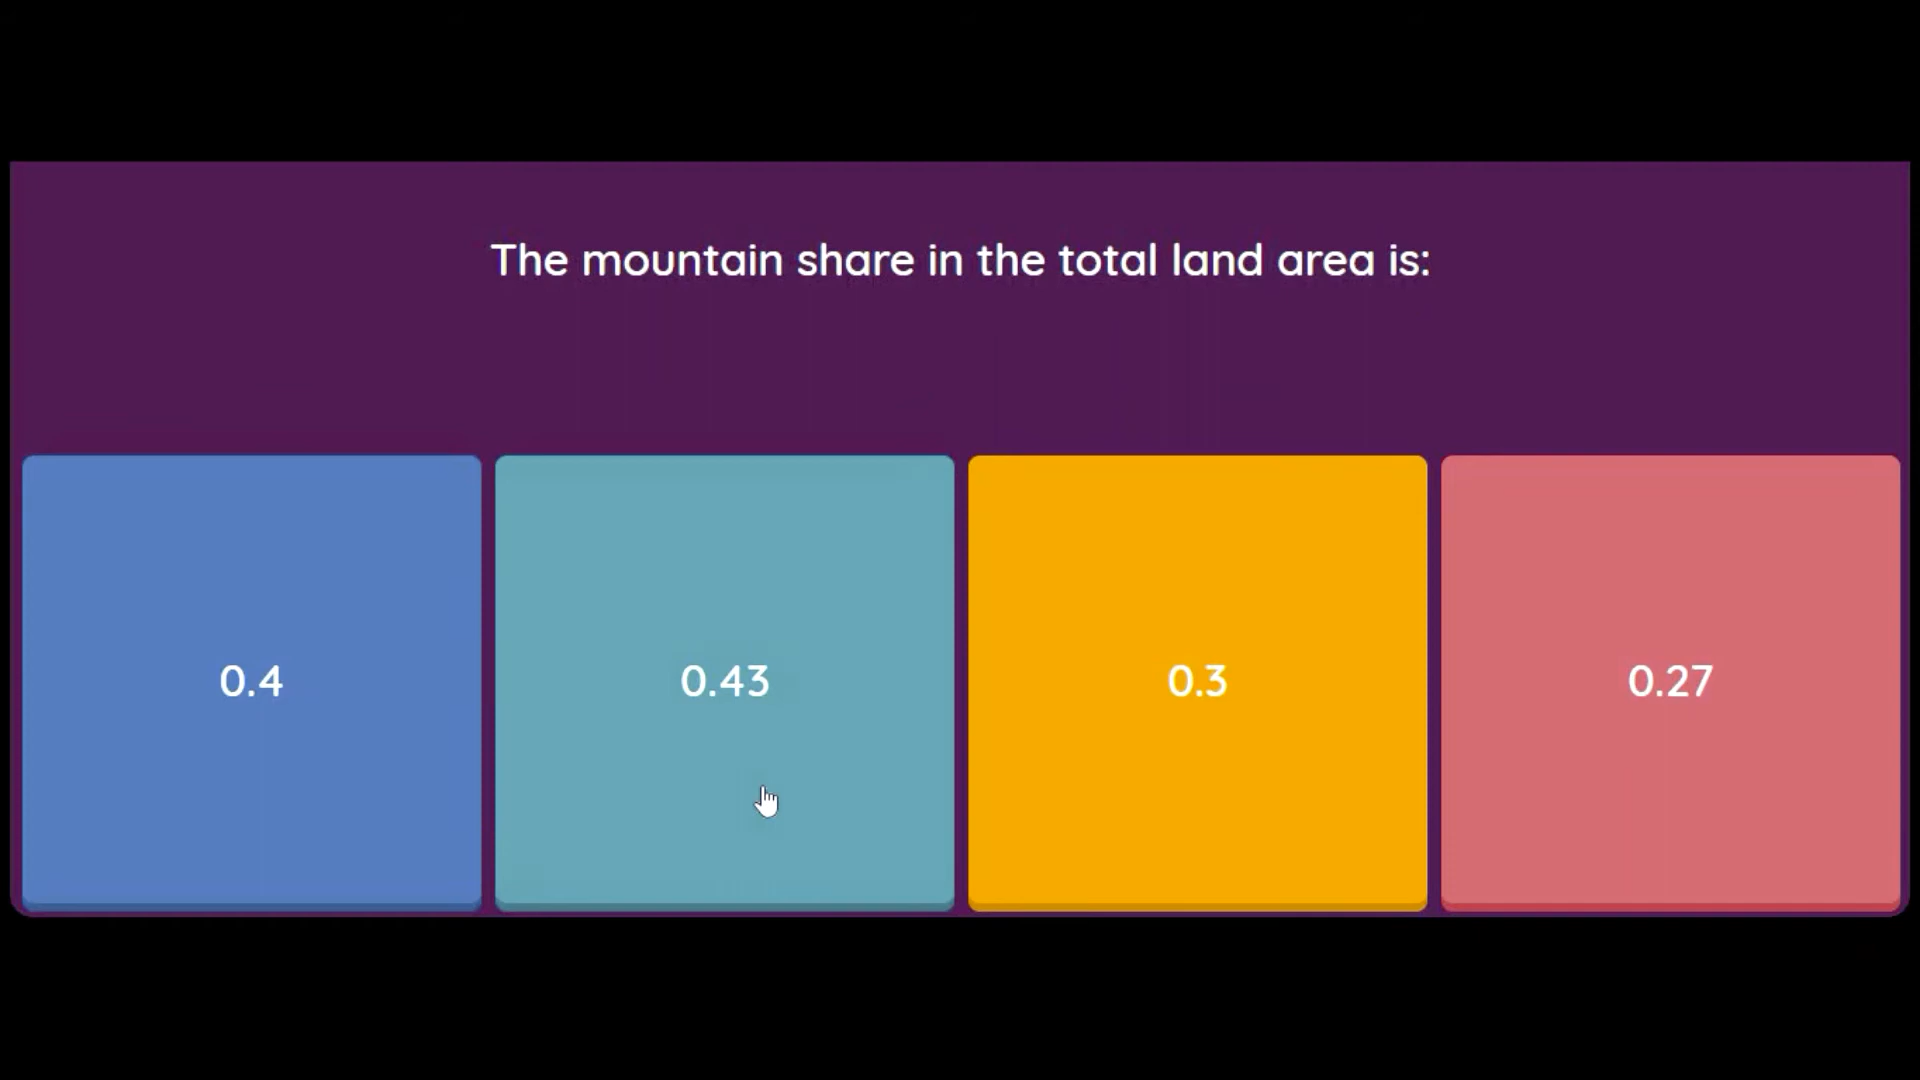 The mountain share in the total land area is:
0.4
0.43
0.3
0.27